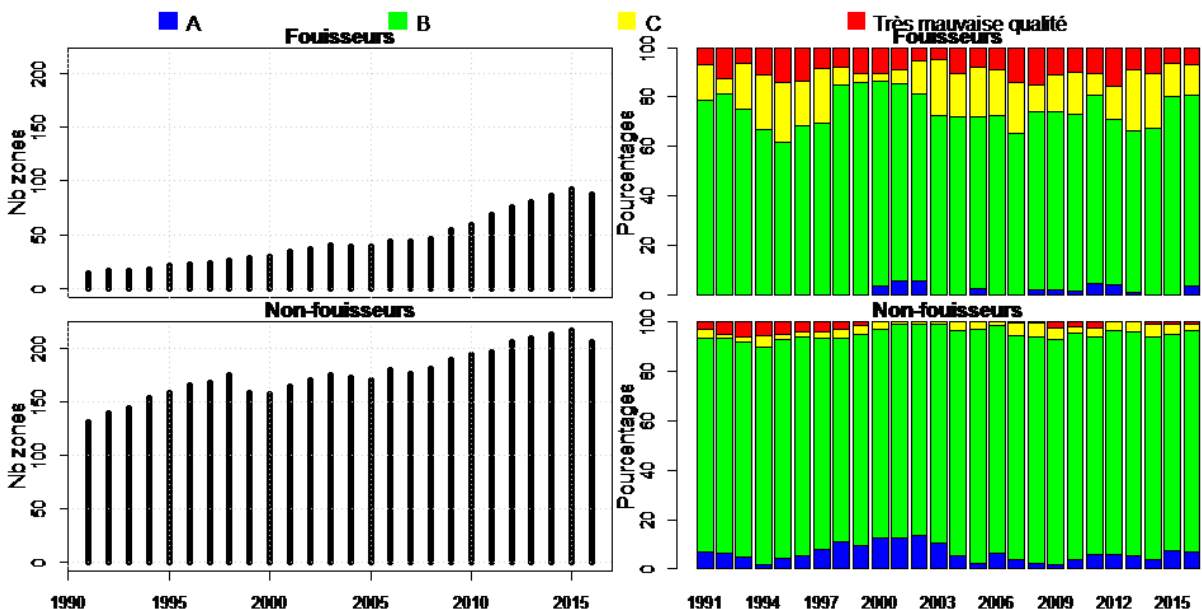 A B C Très mauvaise qualité
Fouisseurs
Nb zones
0 50 100 150 200
Fouisseurs
Pourcentages
0 20 40 60 80 100
Non-fouisseurs
Nb zones
0 50 100 150 200
1990 1995 2000 2005 2010 2015
Non-fouisseurs
Pourcentages
0 20 40 60 80 100
1991 1994 1997 2000 2003 2006 2009 2012 2015